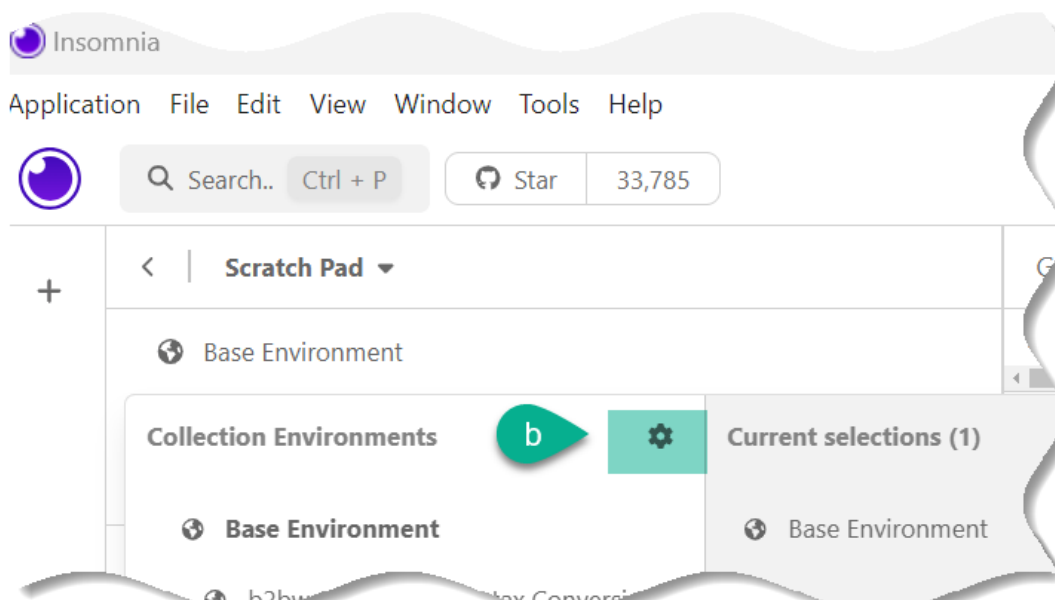 Insomnia
Application File Edit View Window Tools Help
Search.. Ctrl + P Star 33,785
Scratch Pad
Base Environment
Collection Environments b Current selections (1)
Base Environment Base Environment